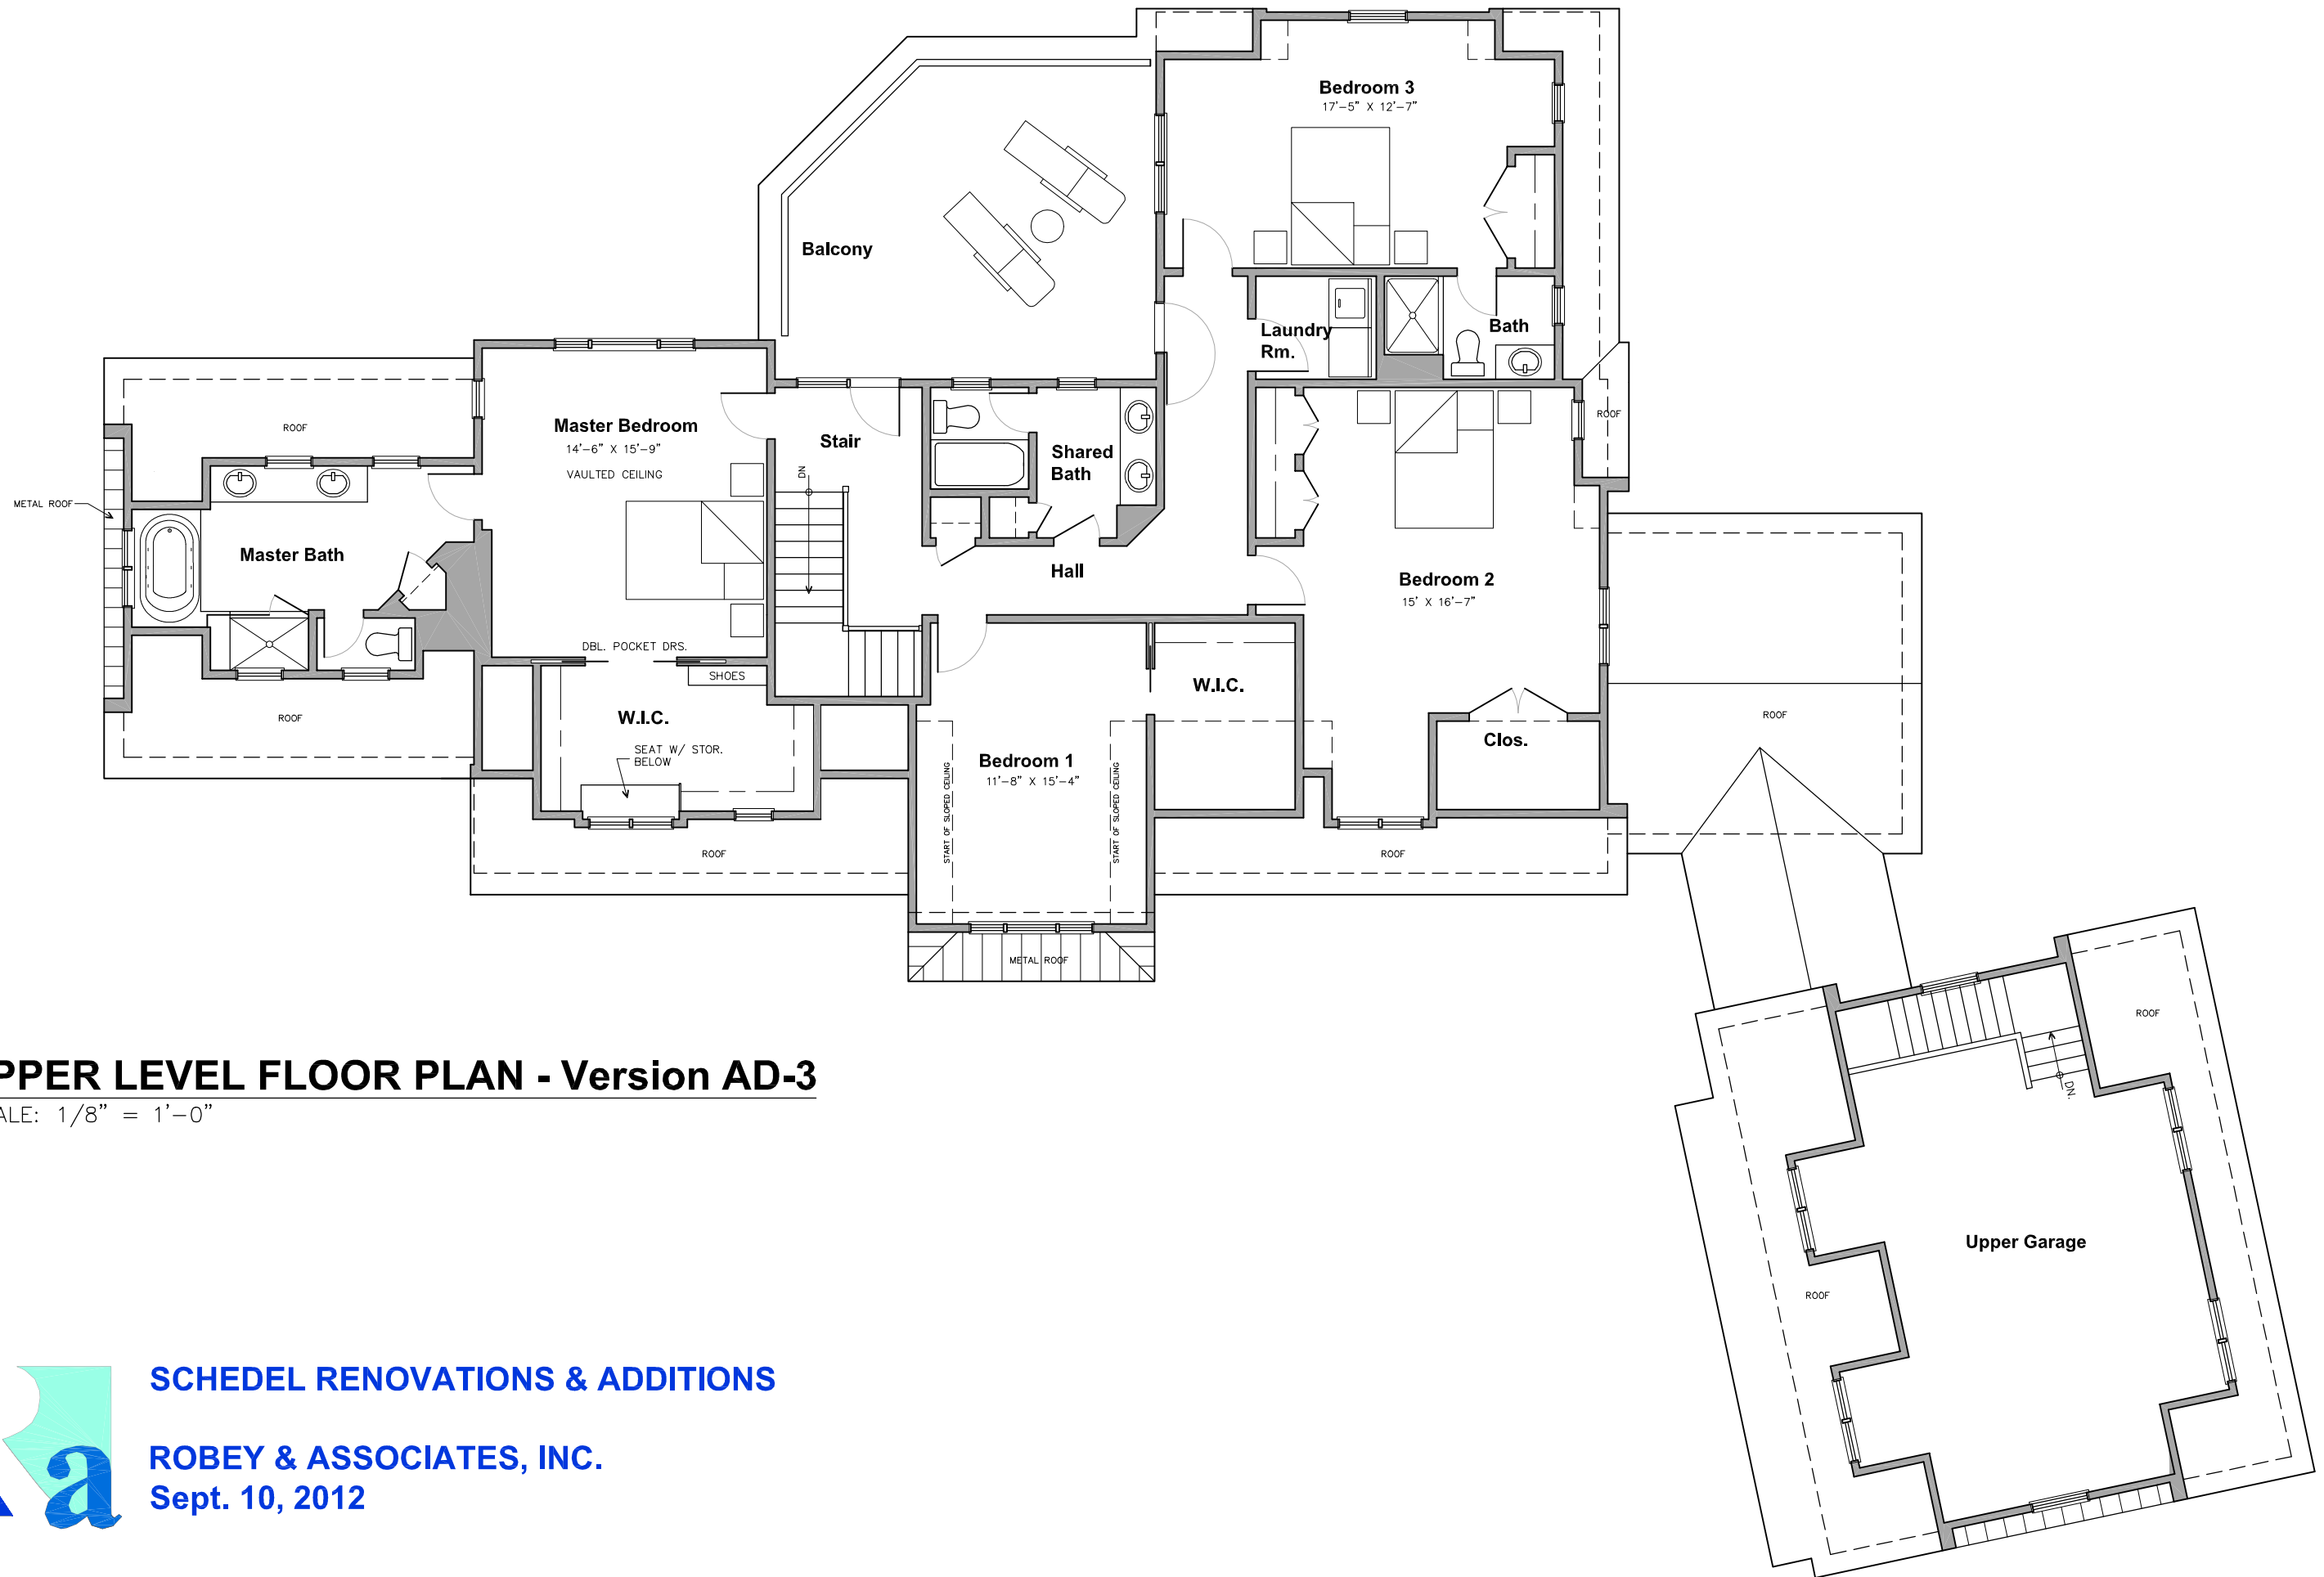 Bedroom 3
17'-5" X 12'-7"
Balcony
Laundry
Rm.
Bath
Master Bedroom
14'-6" X 15'-9"
VAULTED CEILING
Stair
DN
Shared
Bath
ROOF
ROOF
METAL ROOF
Master Bath
Hall
Bedroom 2
15' X 16'-7"
DBL. POCKET DRS.
SHOES
W.I.C.
W.I.C.
SEAT W/ STOR.
BELOW
ROOF
ROOF
Clos.
Bedroom 1
11'-8" X 15'-4"
START OF SLOPED CEILING
START OF SLOPED CEILING
ROOF
ROOF
METAL ROOF
ROOF
DN.
Upper Garage
ROOF
PPER LEVEL FLOOR PLAN - Version AD-3
ALE: 1/8" = 1'-0"
a
SCHEDEL RENOVATIONS & ADDITIONS
ROBEY & ASSOCIATES, INC.
Sept. 10, 2012